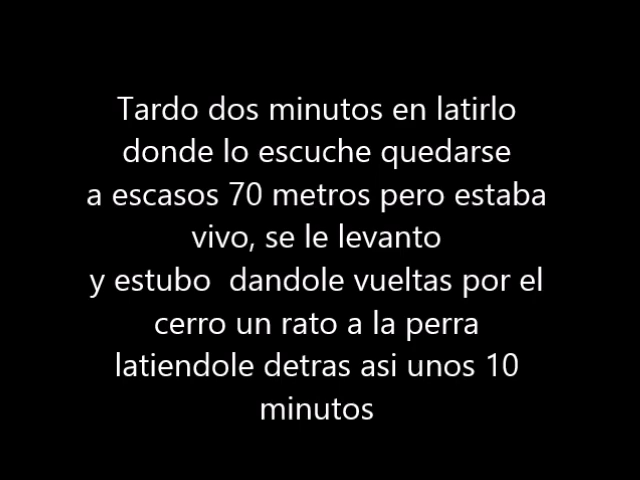 Tardo dos minutos en latirlo
donde lo escuche quedarse
a escasos 70 metros pero estaba
vivo, se le levanto
y estubo  dandole vueltas por el
cerro un rato a la perra
latiendole detras asi unos 10
minutos